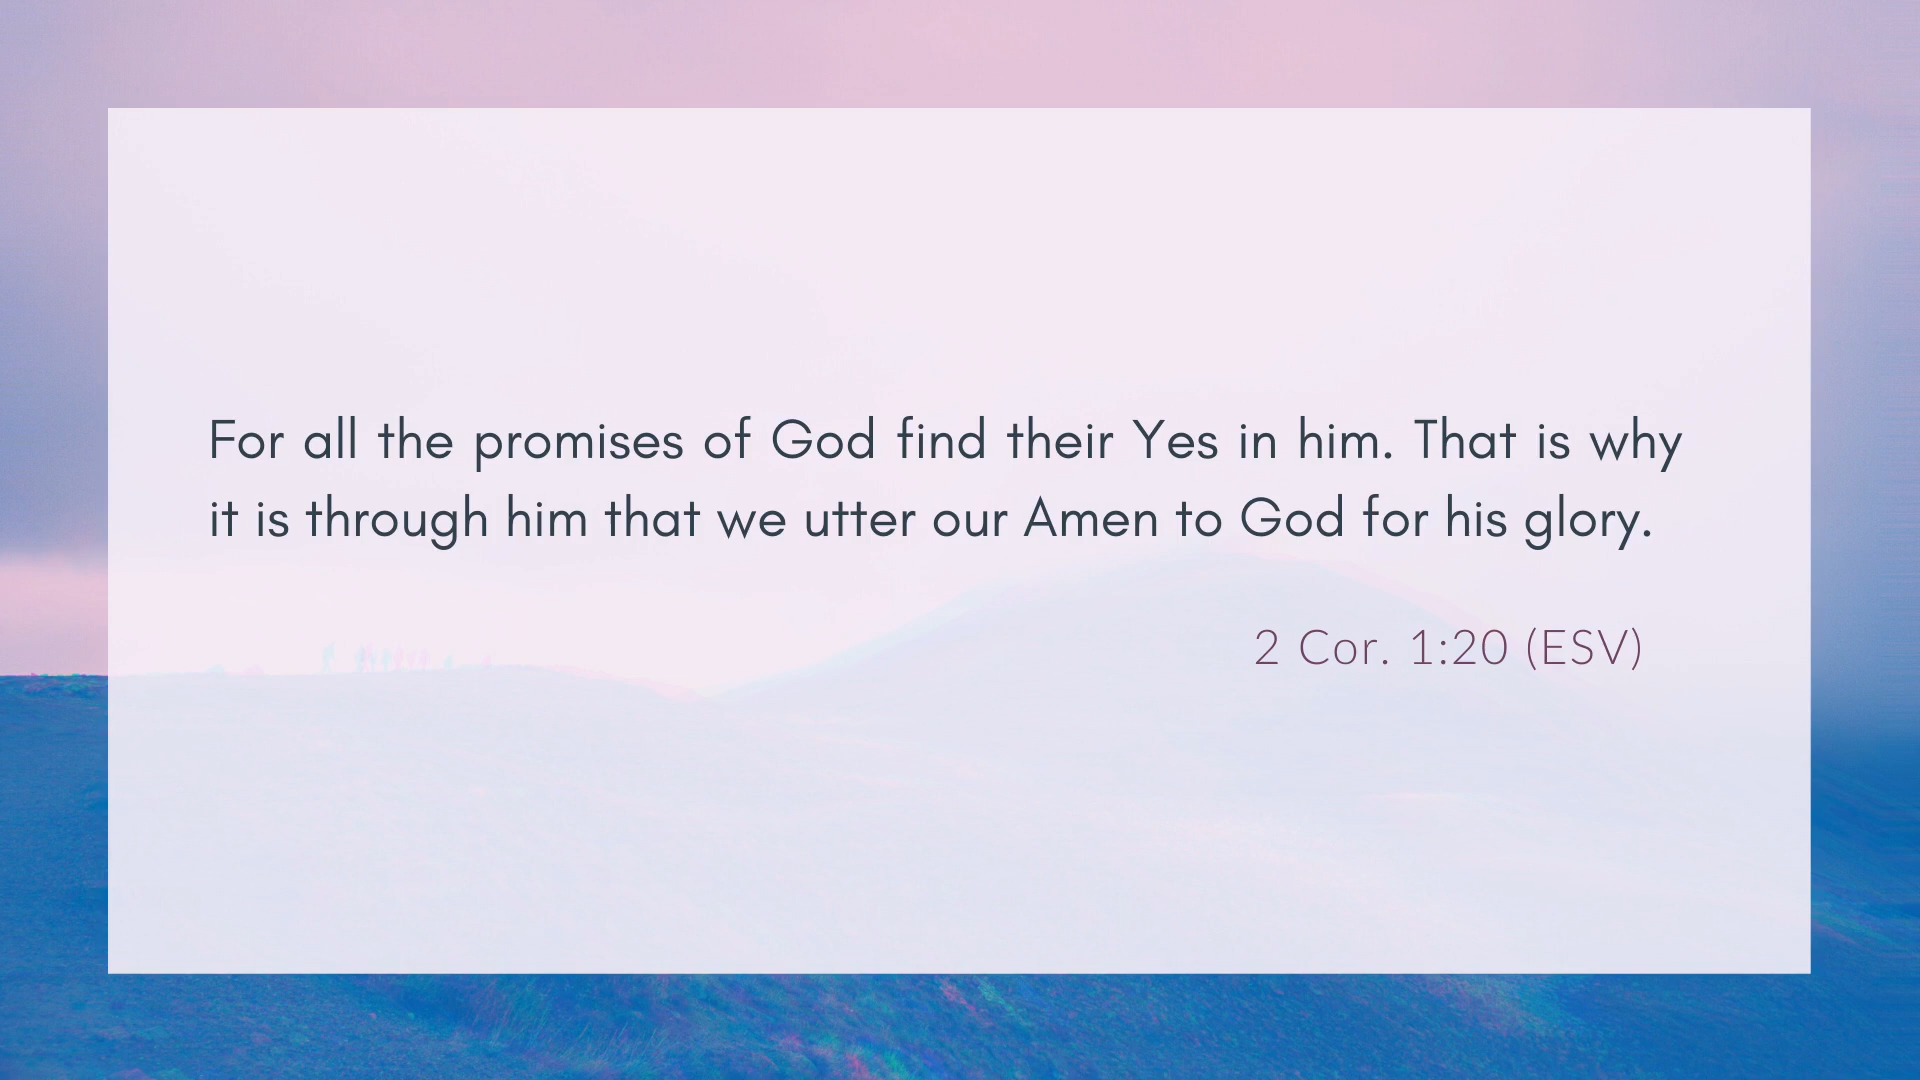 For all the promises of God find their Yes in him. That is why
it is through him that we utter our Amen to God for his glory.
2 Cor. 1:20 (ESV)